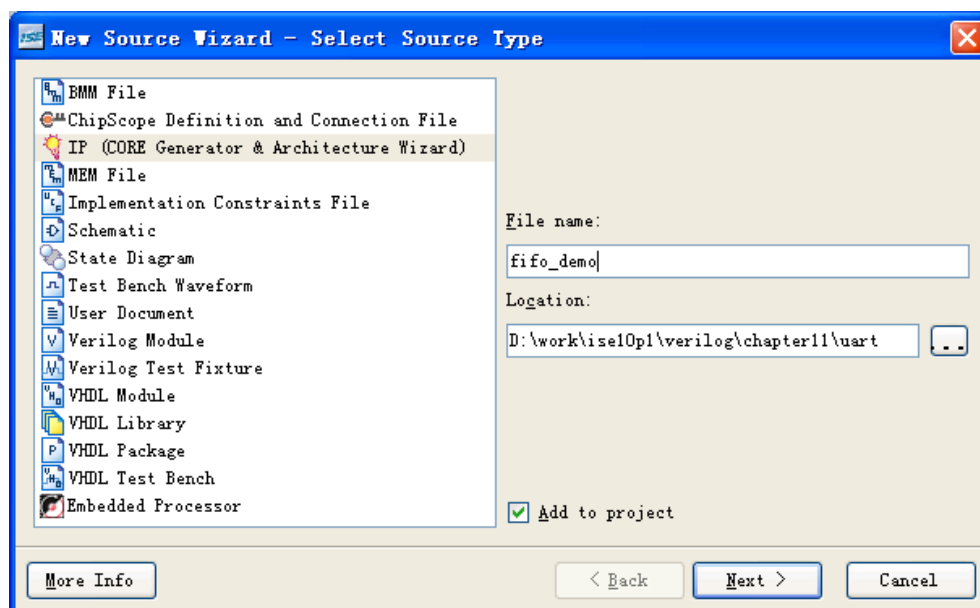 ISE New Source Wizard - Select Source Type
BMM File
ChipScope Definition and Connection File
IP (CORE Generator & Architecture Wizard)
MEM File
Implementation Constraints File
Schematic
State Diagram
Test Bench Waveform
User Document
Verilog Module
Verilog Test Fixture
VHDL Module
VHDL Library
VHDL Package
VHDL Test Bench
Embedded Processor
File name:
fifo_demo
Location:
D:\work\ise10p1\verilog\chapter11\uart
...
Add to project
More Info
< Back
Next >
Cancel